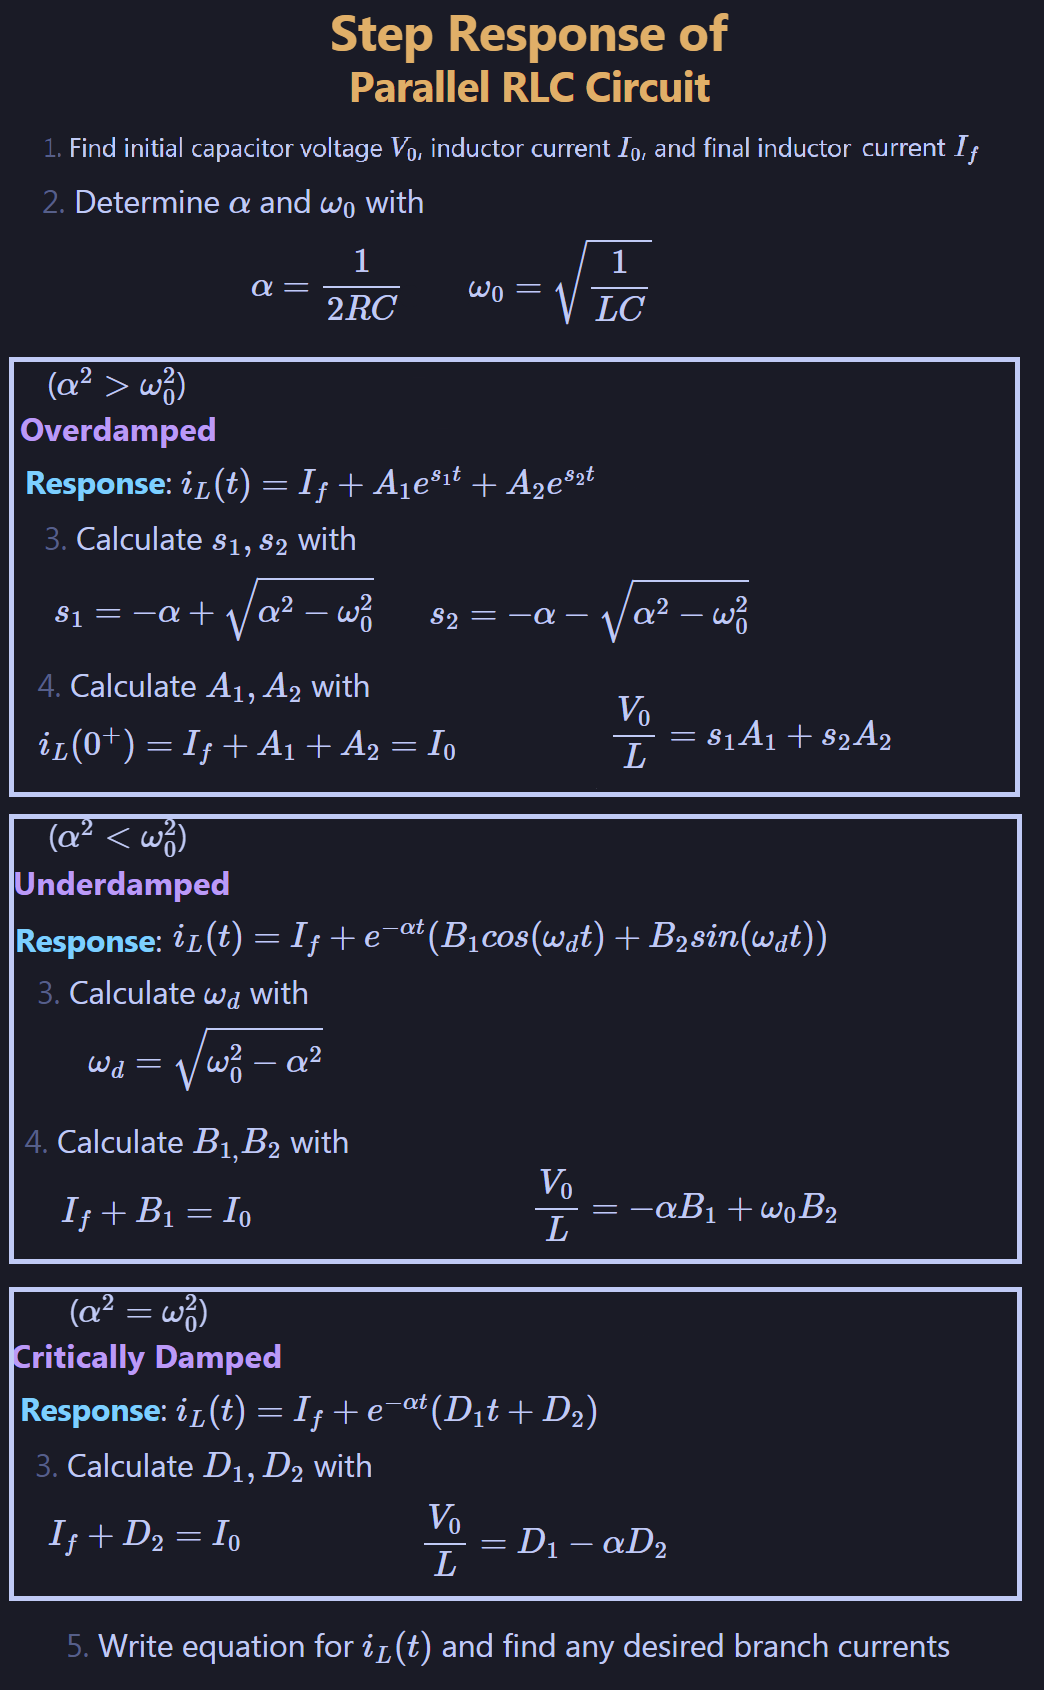 Step Response of
Parallel RLC Circuit
1. Find initial capacitor voltage V₀, inductor current I₀, and final inductor current I_f
2. Determine α and ω₀ with
α = 1/(2RC)    ω₀ = √(1/(LC))
(α² > ω₀²)
Overdamped
Response: i_L(t) = I_f + A₁e^{s₁t} + A₂e^{s₂t}
3. Calculate s₁, s₂ with
s₁ = −α + √(α² − ω₀²)    s₂ = −α − √(α² − ω₀²)
4. Calculate A₁, A₂ with
i_L(0⁺) = I_f + A₁ + A₂ = I₀    V₀/L = s₁A₁ + s₂A₂
(α² < ω₀²)
Underdamped
Response: i_L(t) = I_f + e^{−αt}(B₁cos(ω_d t) + B₂sin(ω_d t))
3. Calculate ω_d with
ω_d = √(ω₀² − α²)
4. Calculate B₁,B₂ with
I_f + B₁ = I₀    V₀/L = −αB₁ + ω₀B₂
(α² = ω₀²)
Critically Damped
Response: i_L(t) = I_f + e^{−αt}(D₁t + D₂)
3. Calculate D₁, D₂ with
I_f + D₂ = I₀    V₀/L = D₁ − αD₂
5. Write equation for i_L(t) and find any desired branch currents